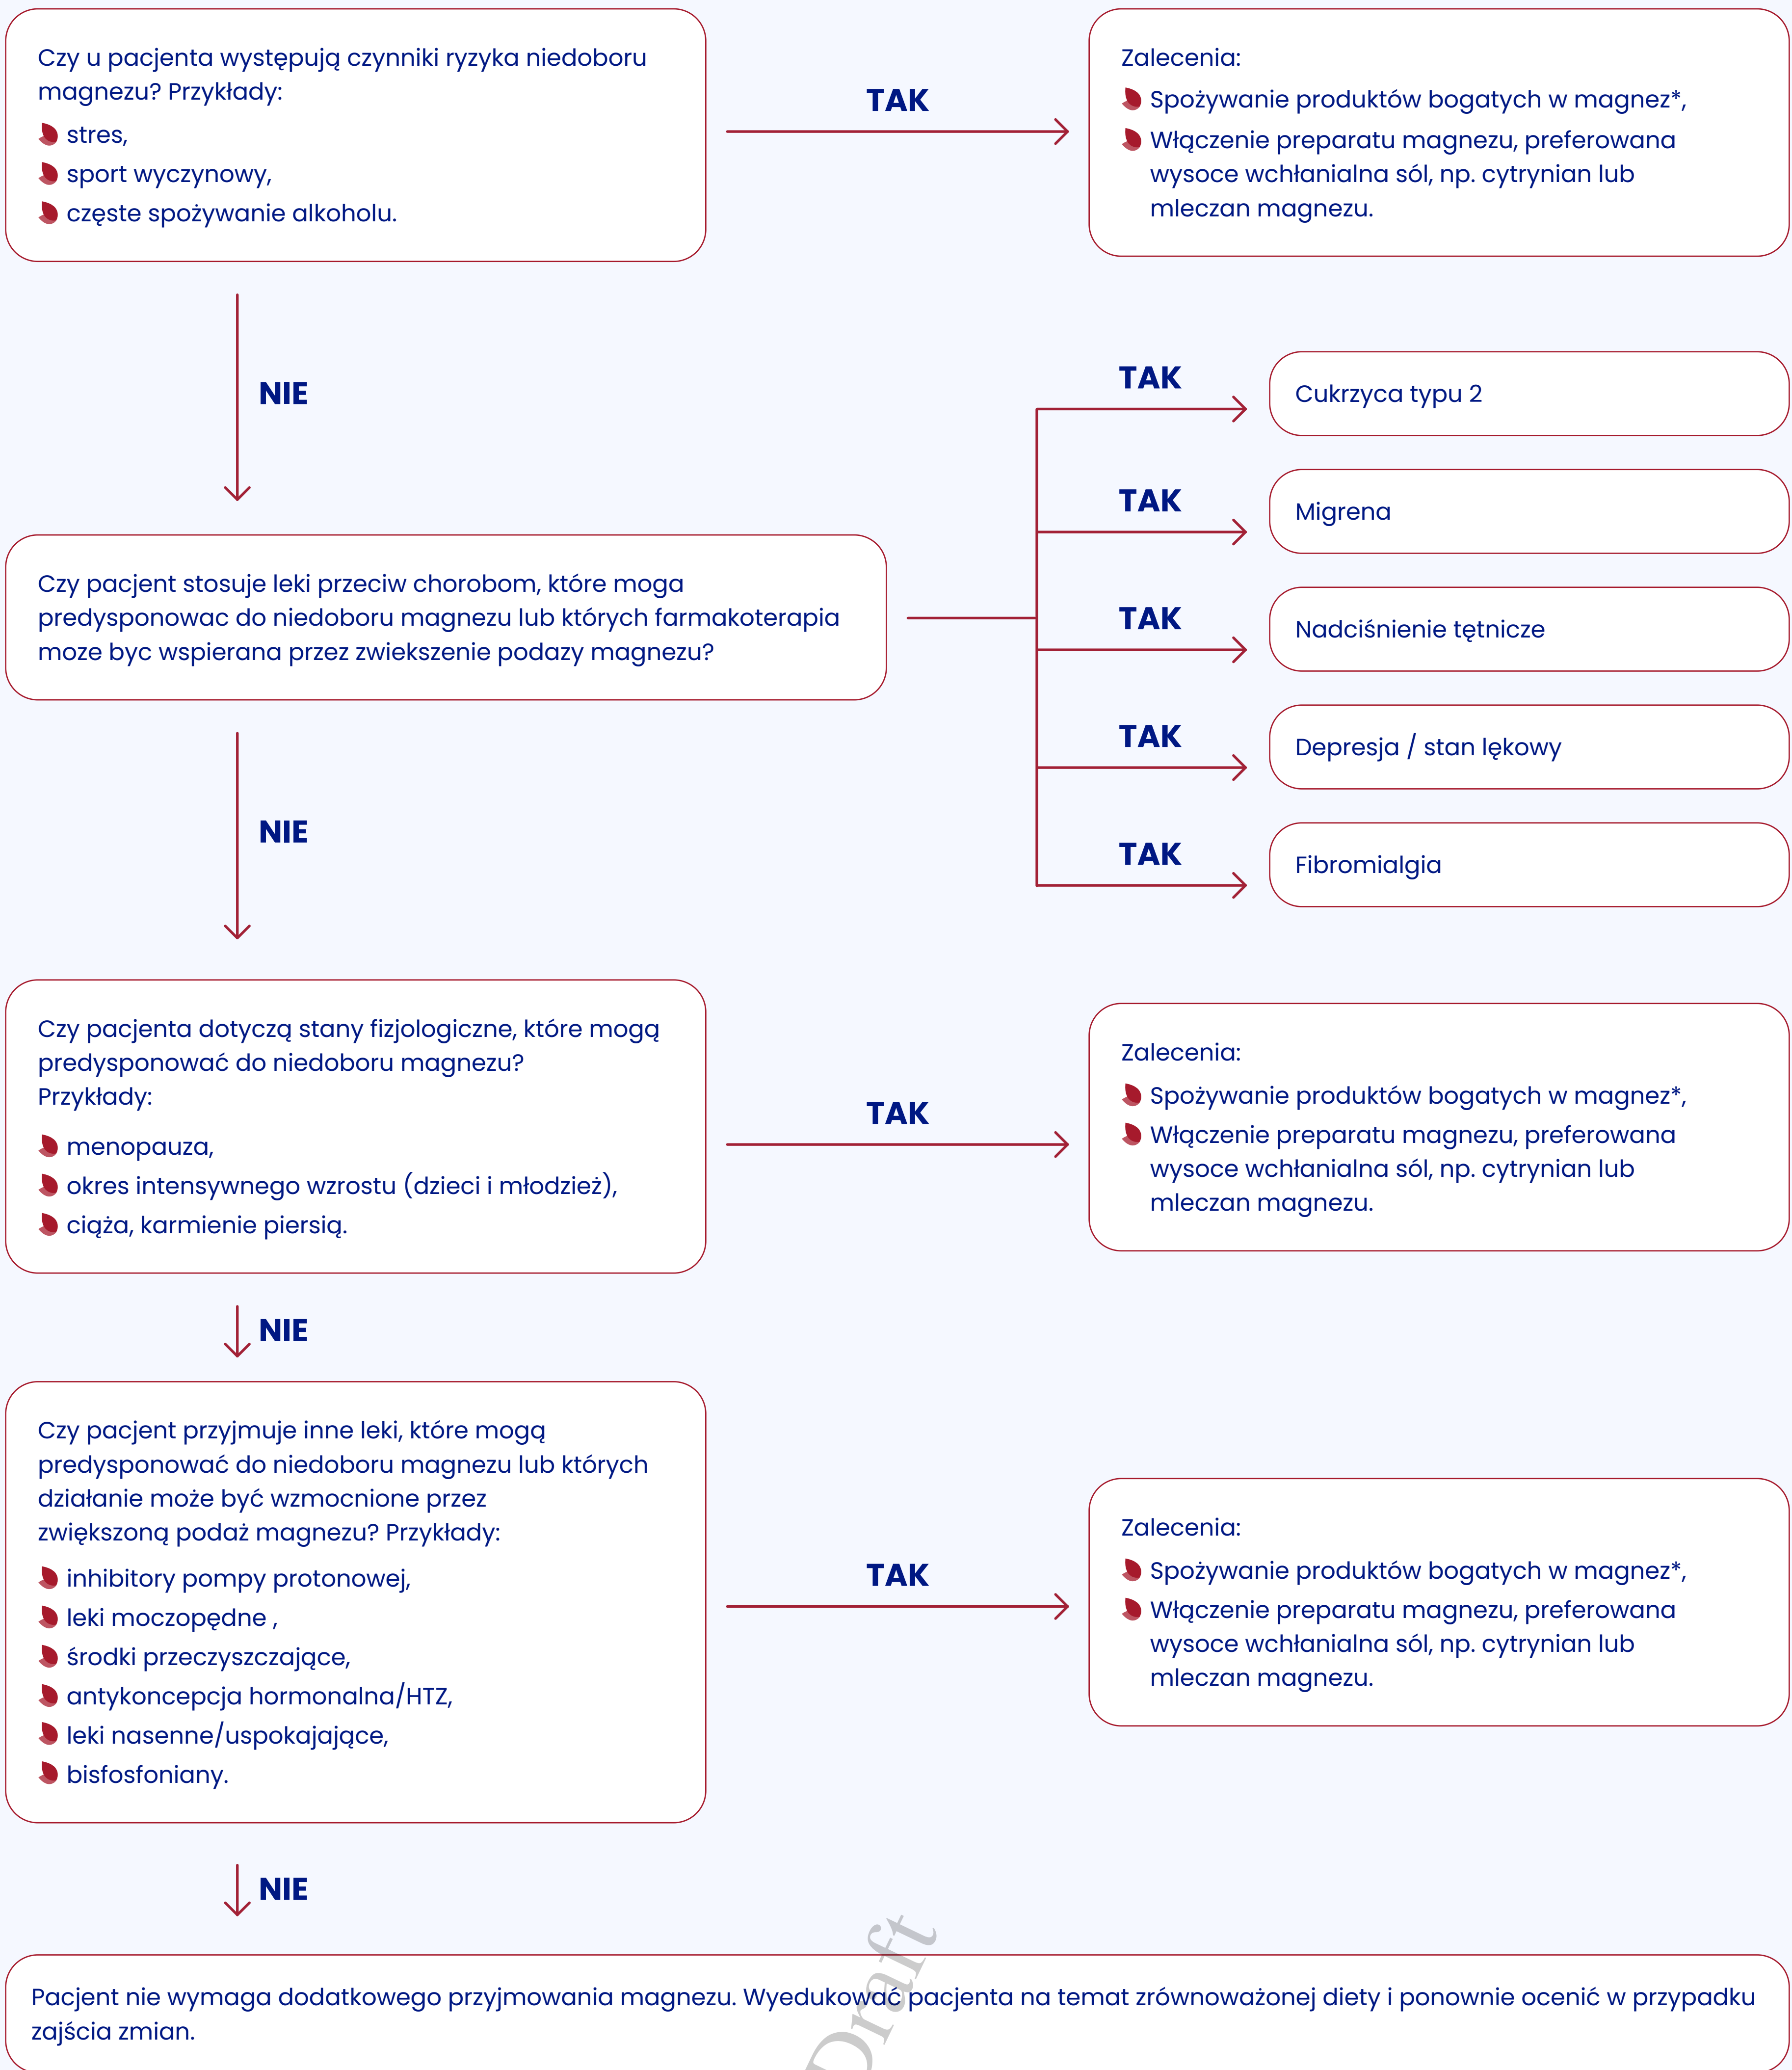 Czy u pacjenta występują czynniki ryzyka niedoboru
magnezu? Przykłady:
stres,
sport wyczynowy,
częste spożywanie alkoholu.
TAK
Zalecenia:
Spożywanie produktów bogatych w magnez*,
Włączenie preparatu magnezu, preferowana
wysoce wchłanialna sól, np. cytrynian lub
mleczan magnezu.
NIE
Czy pacjent stosuje leki przeciw chorobom, które moga
predysponowac do niedoboru magnezu lub których farmakoterapia
moze byc wspierana przez zwiekszenie podazy magnezu?
TAK
Cukrzyca typu 2
TAK
Migrena
TAK
Nadciśnienie tętnicze
TAK
Depresja / stan lękowy
TAK
Fibromialgia
NIE
Czy pacjenta dotyczą stany fizjologiczne, które mogą
predysponować do niedoboru magnezu?
Przykłady:
menopauza,
okres intensywnego wzrostu (dzieci i młodzież),
ciąża, karmienie piersią.
TAK
Zalecenia:
Spożywanie produktów bogatych w magnez*,
Włączenie preparatu magnezu, preferowana
wysoce wchłanialna sól, np. cytrynian lub
mleczan magnezu.
NIE
Czy pacjent przyjmuje inne leki, które mogą
predysponować do niedoboru magnezu lub których
działanie może być wzmocnione przez
zwiększoną podaż magnezu? Przykłady:
inhibitory pompy protonowej,
leki moczopędne ,
środki przeczyszczające,
antykoncepcja hormonalna/HTZ,
leki nasenne/uspokajające,
bisfosfoniany.
TAK
Zalecenia:
Spożywanie produktów bogatych w magnez*,
Włączenie preparatu magnezu, preferowana
wysoce wchłanialna sól, np. cytrynian lub
mleczan magnezu.
NIE
Pacjent nie wymaga dodatkowego przyjmowania magnezu. Wyedukować pacjenta na temat zrównoważonej diety i ponownie ocenić w przypadku
zajścia zmian.
Draft